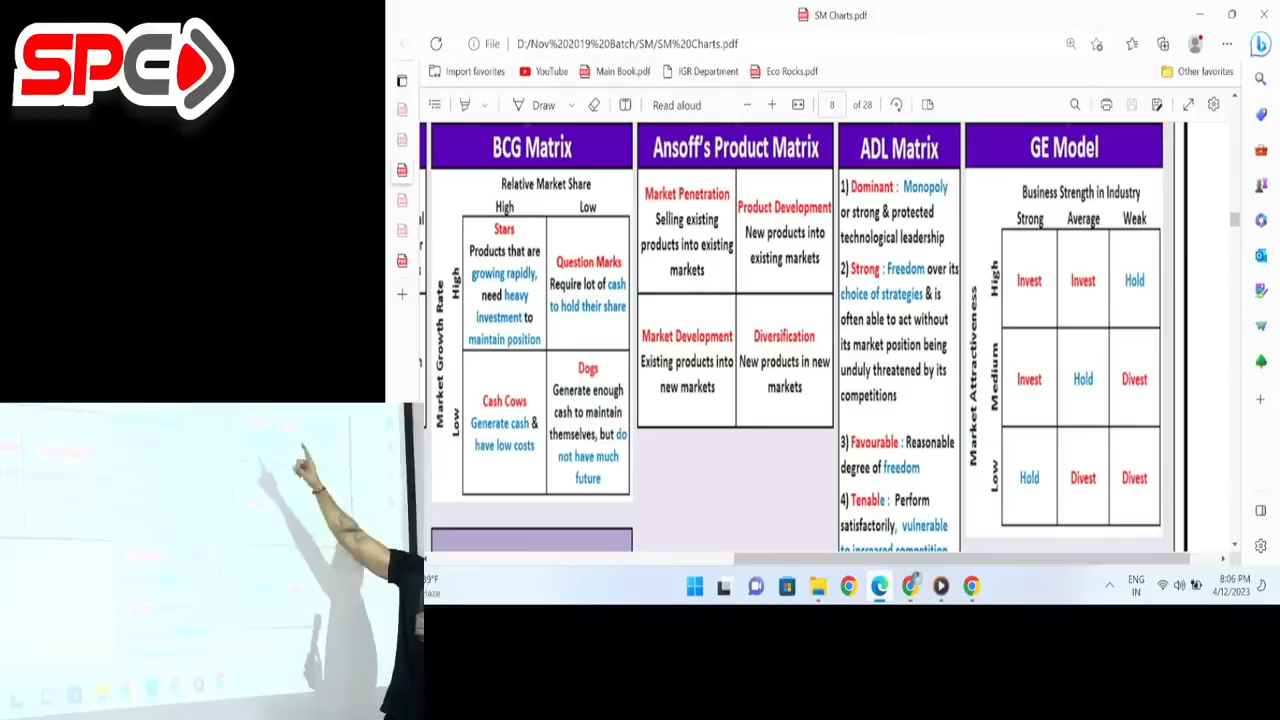 SPE
SM Charts.pdf
File
D:/Nov%202019%20Batch/SM/SM%20Charts.pdf
Import favorites
YouTube
Main Book.pdf
IGR Department
Eco Rocks.pdf
Other favorites
Draw
Read aloud
8
of 28
BCG Matrix
Relative Market Share
High
Low
Market Growth Rate
High
Low
Stars
Products that are
growing rapidly,
need heavy
investment to
maintain position
Question Marks
Require lot of cash
to hold their share
Cash Cows
Generate cash &
have low costs
Dogs
Generate enough
cash to maintain
themselves, but do
not have much
future
Ansoff's Product Matrix
Market Penetration
Selling existing
products into existing
markets
Product Development
New products into
existing markets
Market Development
Existing products into
new markets
Diversification
New products in new
markets
ADL Matrix
1) Dominant : Monopoly
or strong & protected
technological leadership
2) Strong : Freedom over its
choice of strategies & is
often able to act without
its market position being
unduly threatened by its
competitions
3) Favourable : Reasonable
degree of freedom
4) Tenable : Perform
satisfactorily, vulnerable
to increased competition
GE Model
Business Strength in Industry
Strong
Average
Weak
Market Attractiveness
High
Medium
Low
Invest
Invest
Hold
Invest
Hold
Divest
Hold
Divest
Divest
Haze
ENG
IN
8:06 PM
4/12/2023